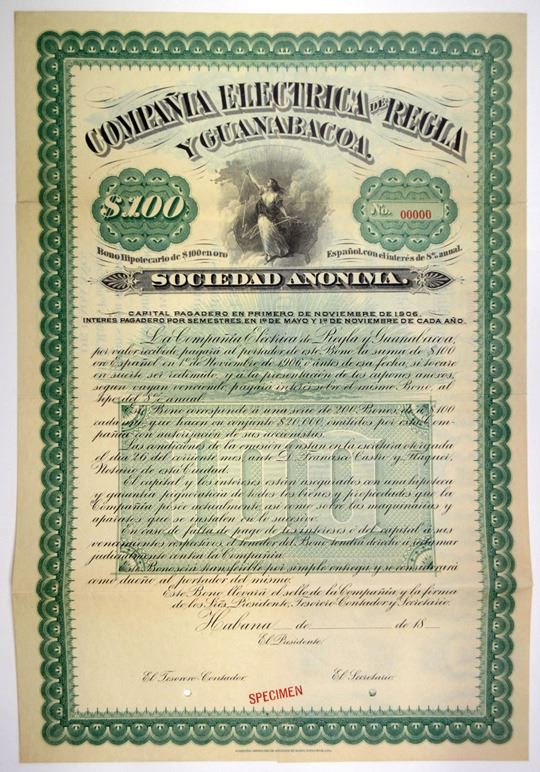 COMPAÑIA ELECTRICA DE REGLA
Y GUANABACOA.
$100
No. 00000
Bono Hipotecario de $100 en oro
Español, con el interés de 8% anual.
SOCIEDAD ANONIMA.
CAPITAL PAGADERO EN PRIMERO DE NOVIEMBRE DE 1906
INTERES PAGADERO POR SEMESTRES EN 1º DE MAYO Y 1º DE NOVIEMBRE DE CADA AÑO.
La Compañía Eléctrica de Regla y Guanabacoa,
por valor recibido, pagará al portador de este Bono la suma de $100
oro Español en 1º de Noviembre de 1906 ó antes de esa fecha, si tocare
en suerte ser redimido; y a la presentación de los cupones anexos,
según vayan venciendo pagará interés sobre el mismo Bono, al
tipo del 8% anual.
Este Bono corresponde á una serie de 200 Bonos de á $100
cada uno, que hacen en conjunto $20,000, emitidos por esta Com-
pañía con autorización de sus accionistas.
Las condiciones de la emisión constan en la escritura otorgada
el día 26 del corriente mes ante D. Francisco Castro y Flaquer,
Notario de esta Ciudad.
El capital y los intereses están asegurados con una hipoteca
y garantía pignoraticia de todos los bienes y propiedades que la
Compañía posee actualmente, así como sobre las maquinarias y
aparatos que se instalen en lo sucesivo.
En caso de falta de pago de los intereses ó del capital á sus
vencimientos respectivos, el tenedor del Bono tendrá derecho á reclamar
judicialmente contra la Compañía.
Este Bono será transferible por simple entrega y se considerará
como dueño al portador del mismo.
Este Bono llevará el sello de la Compañía y la firma
de los Sres. Presidente, Tesorero-Contador y Secretario.
Habana de de 18
El Presidente.
El Tesorero-Contador
El Secretario.
SPECIMEN
100